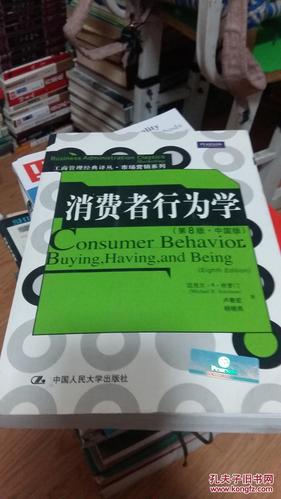 PEARSON
Business Administration Classics
工商管理经典译丛·市场营销系列
消费者行为学
(第8版·中国版)
Consumer Behavior:
Buying, Having, and Being
(Eighth Edition)
迈克尔·R·所罗门
(Michael R. Solomon)
卢泰宏
杨晓燕
著
中国人民大学出版社
孔夫子旧书网